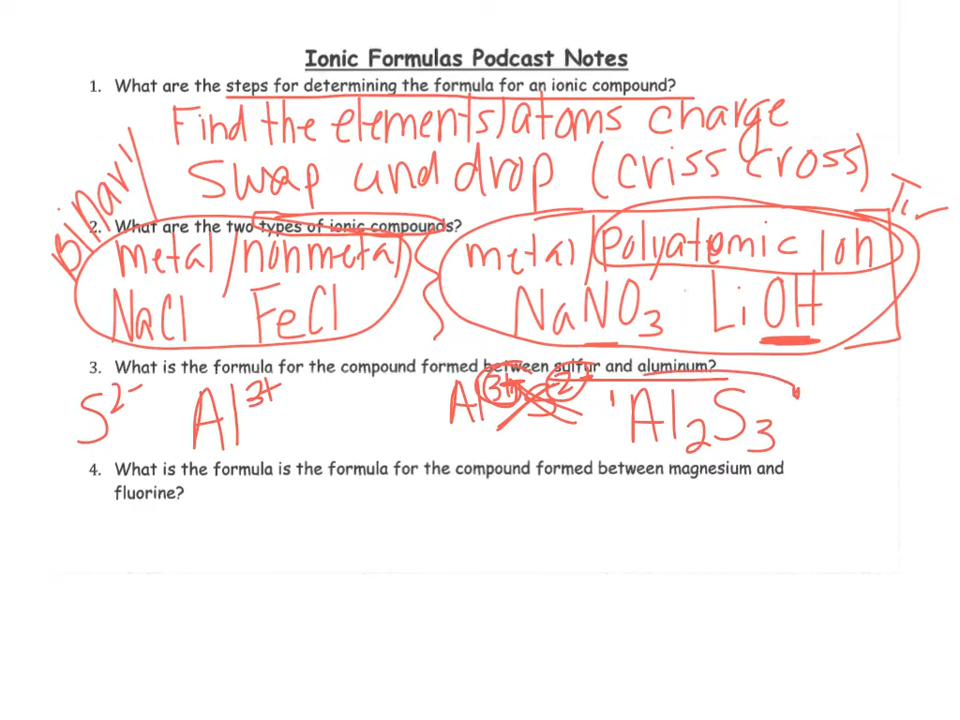 Ionic Formulas Podcast Notes
1. What are the steps for determining the formula for an ionic compound?
Find the elements/atoms charge
Swap and drop (criss cross)
Binary
2. What are the two types of ionic compounds?
metal/nonmetal
metal/Polyatomic Ion
NaCl FeCl
NaNO3 LiOH
3. What is the formula for the compound formed between sulfur and aluminum?
S2- Al3+ Al3+ S2- Al2S3
4. What is the formula is the formula for the compound formed between magnesium and
fluorine?